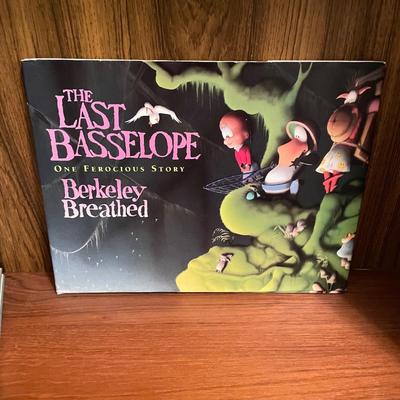 THE
LAST
BASSELOPE
ONE FEROCIOUS STORY
Berkeley
Breathed